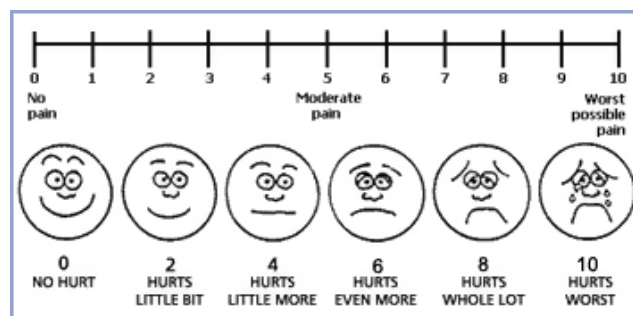 0 1 2 3 4 5 6 7 8 9 10
No Moderate Worst
pain pain possible
pain
0 2 4 6 8 10
NO HURT HURTS HURTS HURTS HURTS HURTS
LITTLE BIT LITTLE MORE EVEN MORE WHOLE LOT WORST